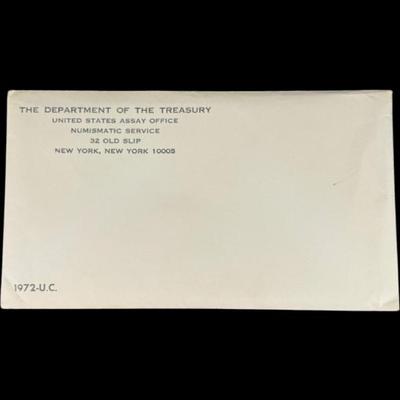 THE DEPARTMENT OF THE TREASURY
UNITED STATES ASSAY OFFICE
NUMISMATIC SERVICE
32 OLD SLIP
NEW YORK, NEW YORK 10005
1972-U.C.